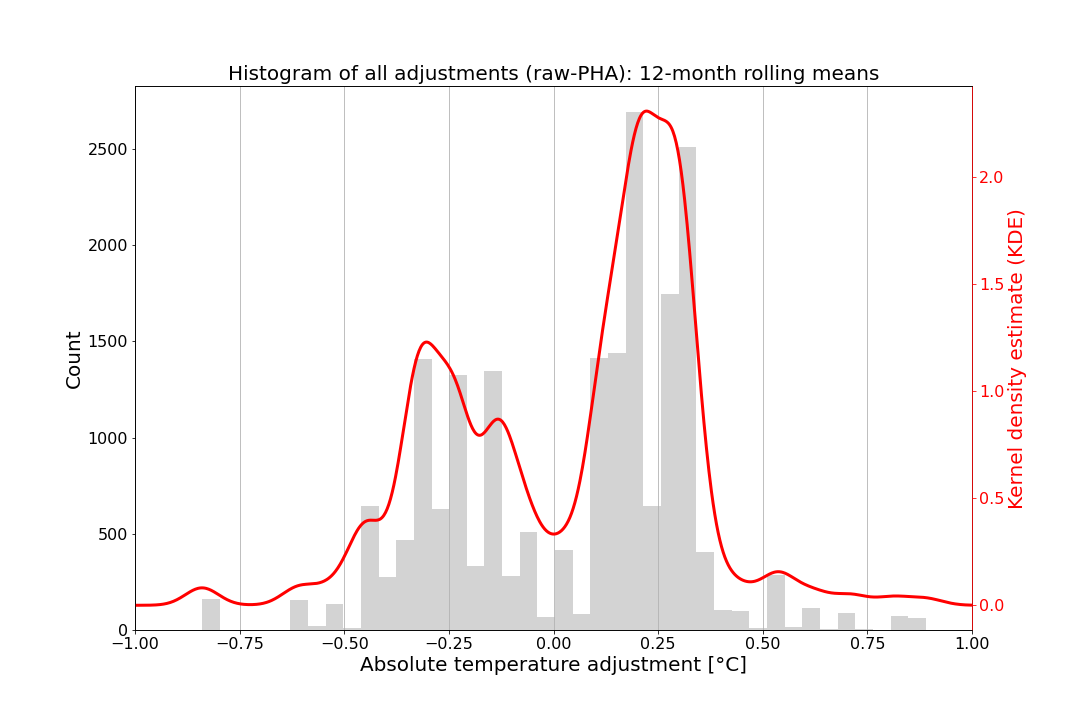 Histogram of all adjustments (raw-PHA): 12-month rolling means
2500
2000
1500
1000
500
0
Count
2.0
1.5
1.0
0.5
0.0
Kernel density estimate (KDE)
−1.00 −0.75 −0.50 −0.25 0.00 0.25 0.50 0.75 1.00
Absolute temperature adjustment [°C]